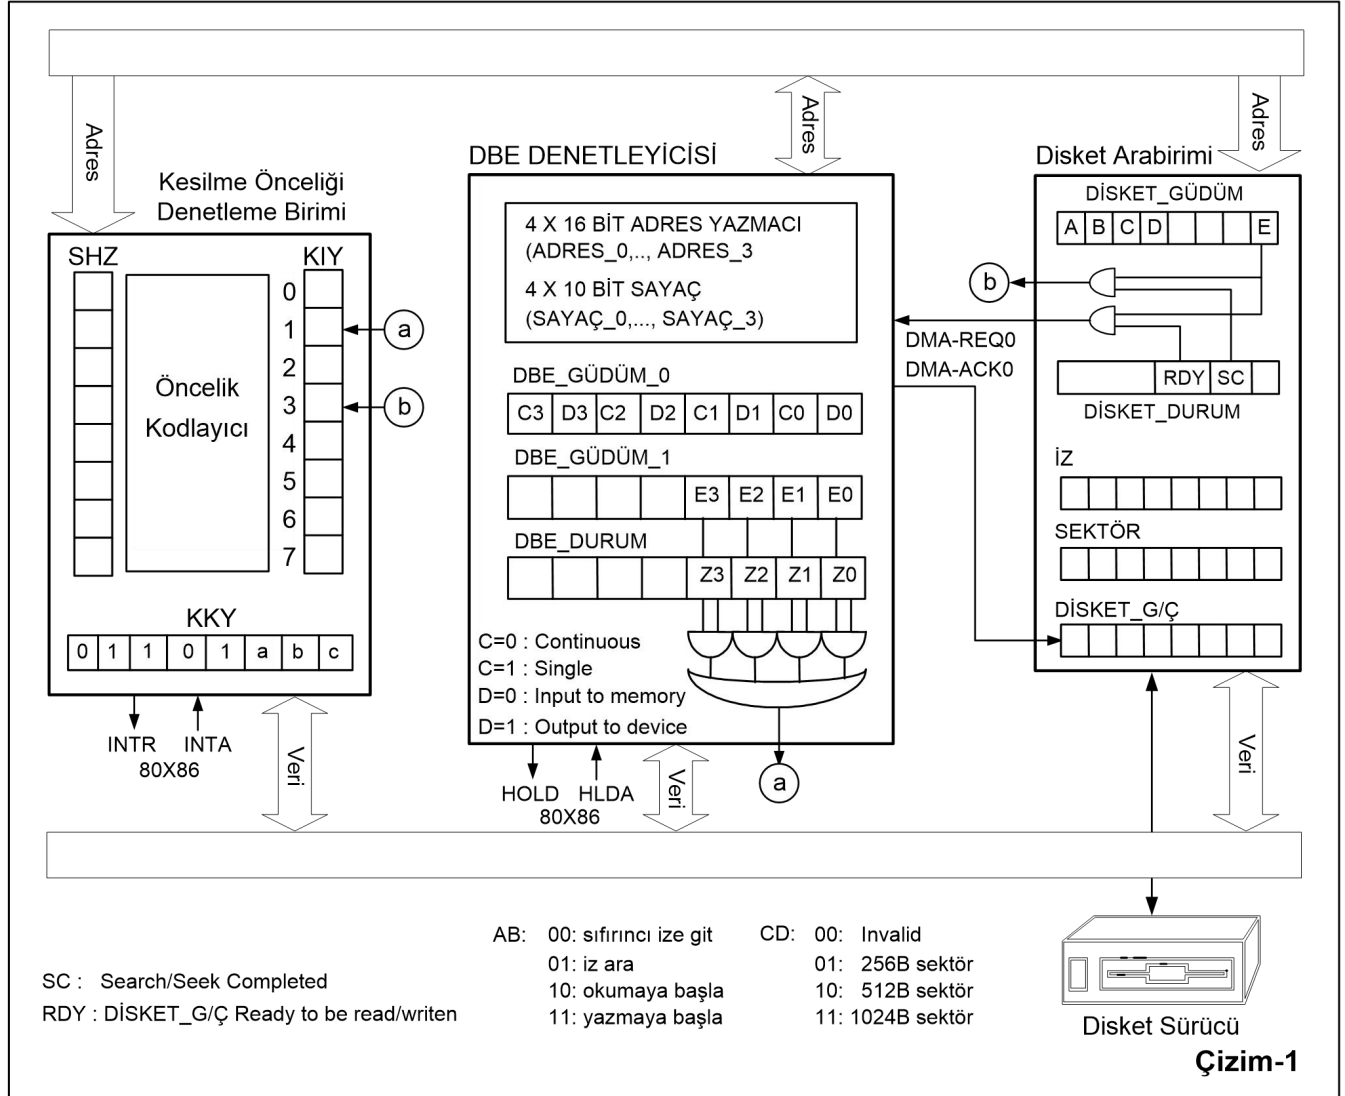 Adres
Adres
Adres
Kesilme Önceliği
Denetleme Birimi
SHZ
KIY
Öncelik
Kodlayıcı
0
1
2
3
4
5
6
7
a
b
KKY
0 1 1 0 1 a b c
INTR INTA
80X86
Veri
DBE DENETLEYİCİSİ
4 X 16 BİT ADRES YAZMACI
(ADRES_0,.., ADRES_3
4 X 10 BİT SAYAÇ
(SAYAÇ_0,..., SAYAÇ_3)
DBE_GÜDÜM_0
C3 D3 C2 D2 C1 D1 C0 D0
DBE_GÜDÜM_1
E3 E2 E1 E0
DBE_DURUM
Z3 Z2 Z1 Z0
C=0 : Continuous
C=1 : Single
D=0 : Input to memory
D=1 : Output to device
HOLD HLDA
80X86
Veri
a
Disket Arabirimi
DİSKET_GÜDÜM
A B C D E
b
DMA-REQ0
DMA-ACK0
RDY SC
DİSKET_DURUM
İZ
SEKTÖR
DİSKET_G/Ç
Veri
SC : Search/Seek Completed
RDY : DİSKET_G/Ç Ready to be read/writen
AB: 00: sıfırıncı ize git
01: iz ara
10: okumaya başla
11: yazmaya başla
CD: 00: Invalid
01: 256B sektör
10: 512B sektör
11: 1024B sektör
Disket Sürücü
Çizim-1